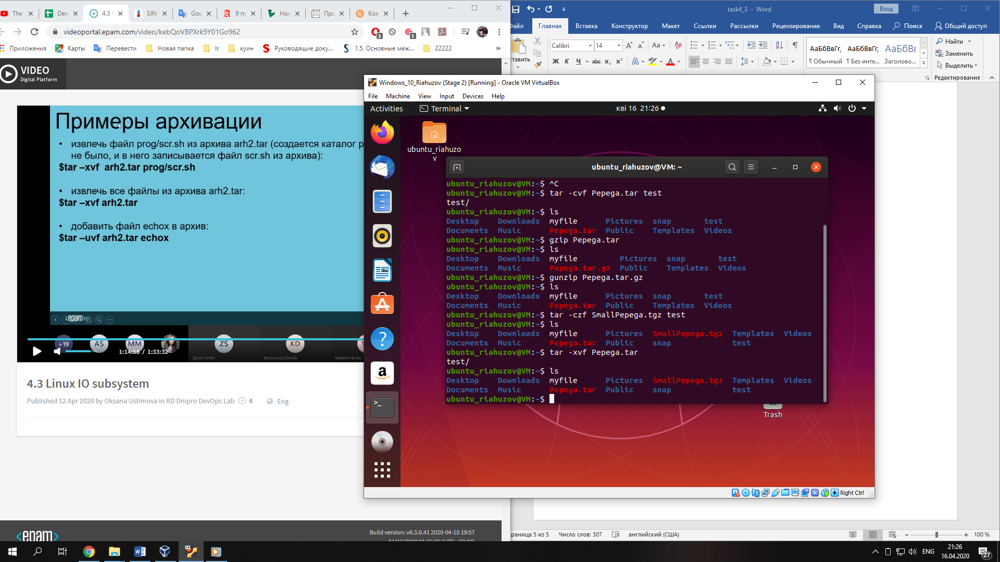 The
Dev
4.3
SIN
Goo
9 по
Hov
Про
Ком
videoportal.epam.com/video/kebQoVBPXrk9Y01Go962
3
1
Приложения
Карты
Перевести
Новая папка
Ir
куин
Руководящие доку...
1.5. Основные меж...
22222
»
VIDEO
Digital Platform
Примеры архивации
• извлечь файл prog/scr.sh из архива arh2.tar (создается каталог p
не было, и в него записывается файл scr.sh из архива):
$tar –xvf arh2.tar prog/scr.sh
• извлечь все файлы из архива arh2.tar:
$tar –xvf arh2.tar
• добавить файл echox в архив:
$tar –uvf arh2.tar echox
<epam>
+19
AS
MM
ZS
KD
Zymin Serhii
Kysovoskiy Dmitro
Vladimir Boiko
1:14:58 / 1:33:32
4.3 Linux IO subsystem
Published 12 Apr 2020 by Oksana Ustimova in RD Dnipro DevOps Lab 4 Eng
<epam>
Build version: v6.3.0.41 2020-04-10 19:57
task4_3 - Word
Вход
Файл
Главная
Вставка
Конструктор
Макет
Ссылки
Рассылки
Рецензирование
Вид
Справка
Поиск
Общий доступ
ставить
Calibri
14
Aa
Ж К Ч abc x₂ x²
АаБбВвГг,
АаБбВвГг,
АаБбВе
¶ Обычный
¶ Без инте...
Заголово...
Найти
Заменить
Выделить
Редактирование
Windows_10_Riahuzov (Stage 2) [Running] - Oracle VM VirtualBox
File Machine View Input Devices Help
Activities
Terminal
кві 16 21:26
ubuntu_riahuzo
v
ubuntu_riahuzov@VM: ~
ubuntu_riahuzov@VM:~$ ^C
ubuntu_riahuzov@VM:~$ tar -cvf Pepega.tar test
test/
ubuntu_riahuzov@VM:~$ ls
Desktop Downloads myfile Pictures snap test
Documents Music Pepega.tar Public Templates Videos
ubuntu_riahuzov@VM:~$ gzip Pepega.tar
ubuntu_riahuzov@VM:~$ ls
Desktop Downloads myfile Pictures snap test
Documents Music Pepega.tar.gz Public Templates Videos
ubuntu_riahuzov@VM:~$ gunzip Pepega.tar.gz
ubuntu_riahuzov@VM:~$ ls
Desktop Downloads myfile Pictures snap test
Documents Music Pepega.tar Public Templates Videos
ubuntu_riahuzov@VM:~$ tar -czf SmallPepega.tgz test
ubuntu_riahuzov@VM:~$ ls
Desktop Downloads myfile Pictures SmallPepega.tgz Templates Videos
Documents Music Pepega.tar Public snap test
ubuntu_riahuzov@VM:~$ tar -xvf Pepega.tar
test/
ubuntu_riahuzov@VM:~$ ls
Desktop Downloads myfile Pictures SmallPepega.tgz Templates Videos
Documents Music Pepega.tar Public snap test
ubuntu_riahuzov@VM:~$
Trash
Right Ctrl
раница 5 из 5
Число слов: 307
английский (США)
100 %
ENG
21:26
16.04.2020
27